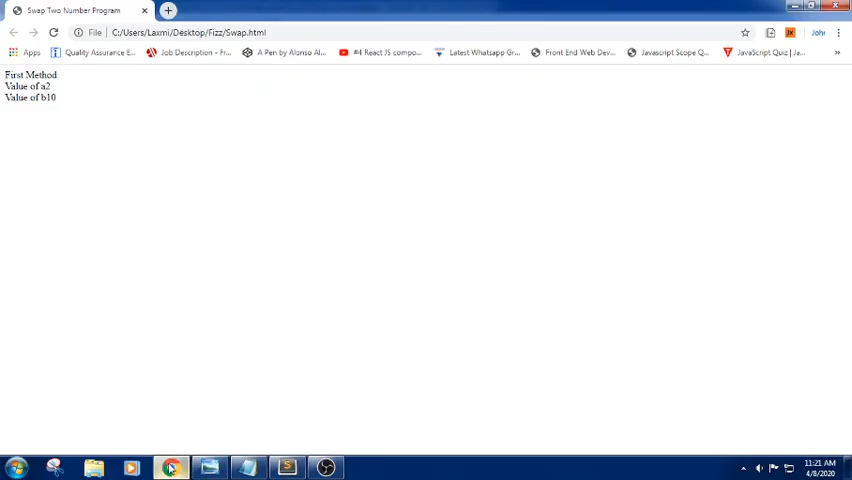 Swap Two Number Program
File
C:/Users/Laxmi/Desktop/Fizz/Swap.html
John
Apps
Quality Assurance E...
Job Description - Fr...
A Pen by Alonso Al...
React JS compo...
Latest Whatsapp Gr...
Front End Web Dev...
Javascript Scope Q...
JavaScript Quiz | Ja...
First Method
Value of a2
Value of b10
11:21 AM
4/8/2020